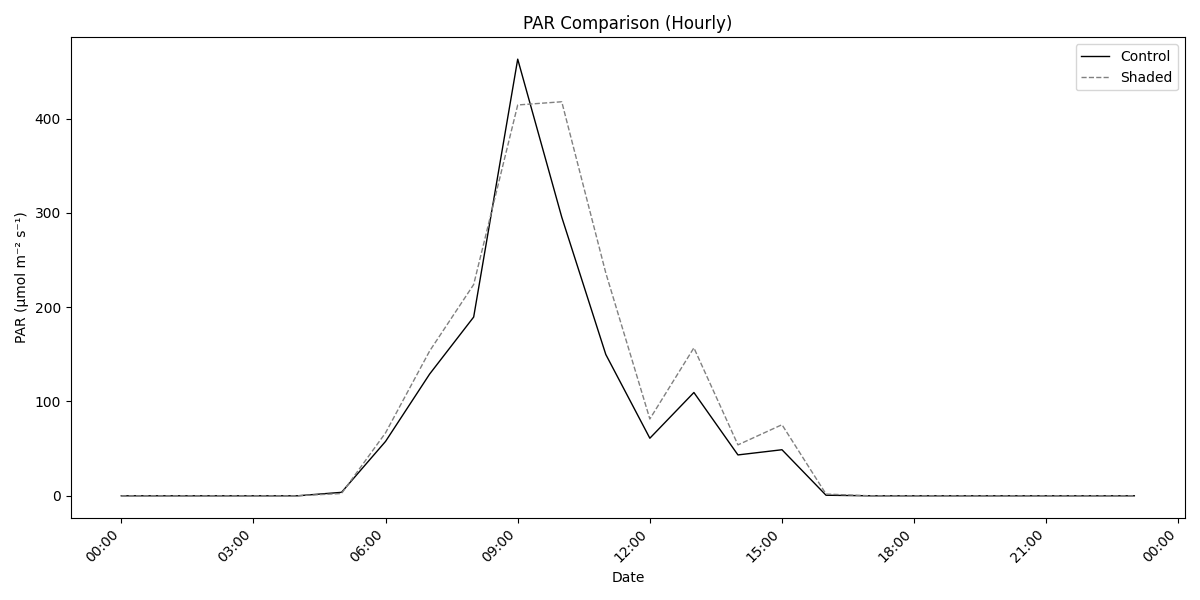 PAR Comparison (Hourly)
Control
Shaded
PAR (μmol m⁻² s⁻¹)
400
300
200
100
0
00:00
03:00
06:00
09:00
12:00
15:00
18:00
21:00
00:00
Date